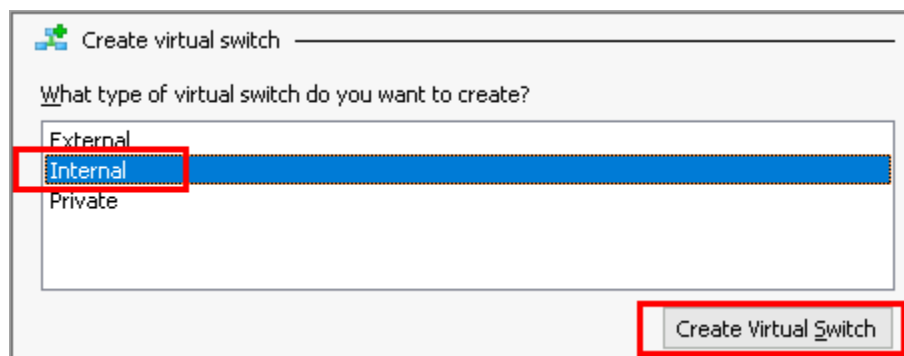 Create virtual switch
What type of virtual switch do you want to create?
External
Internal
Private
Create Virtual Switch